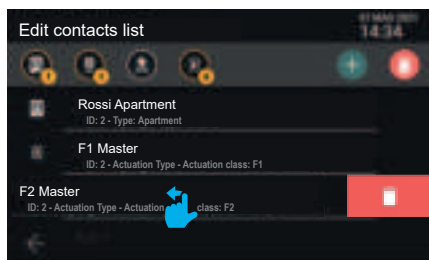 Edit contacts list
14:34
Rossi Apartment
ID: 2 - Type: Apartment
F1 Master
ID: 2 - Actuation Type - Actuation class: F1
F2 Master
ID: 2 - Actuation Type - Actuation class: F2